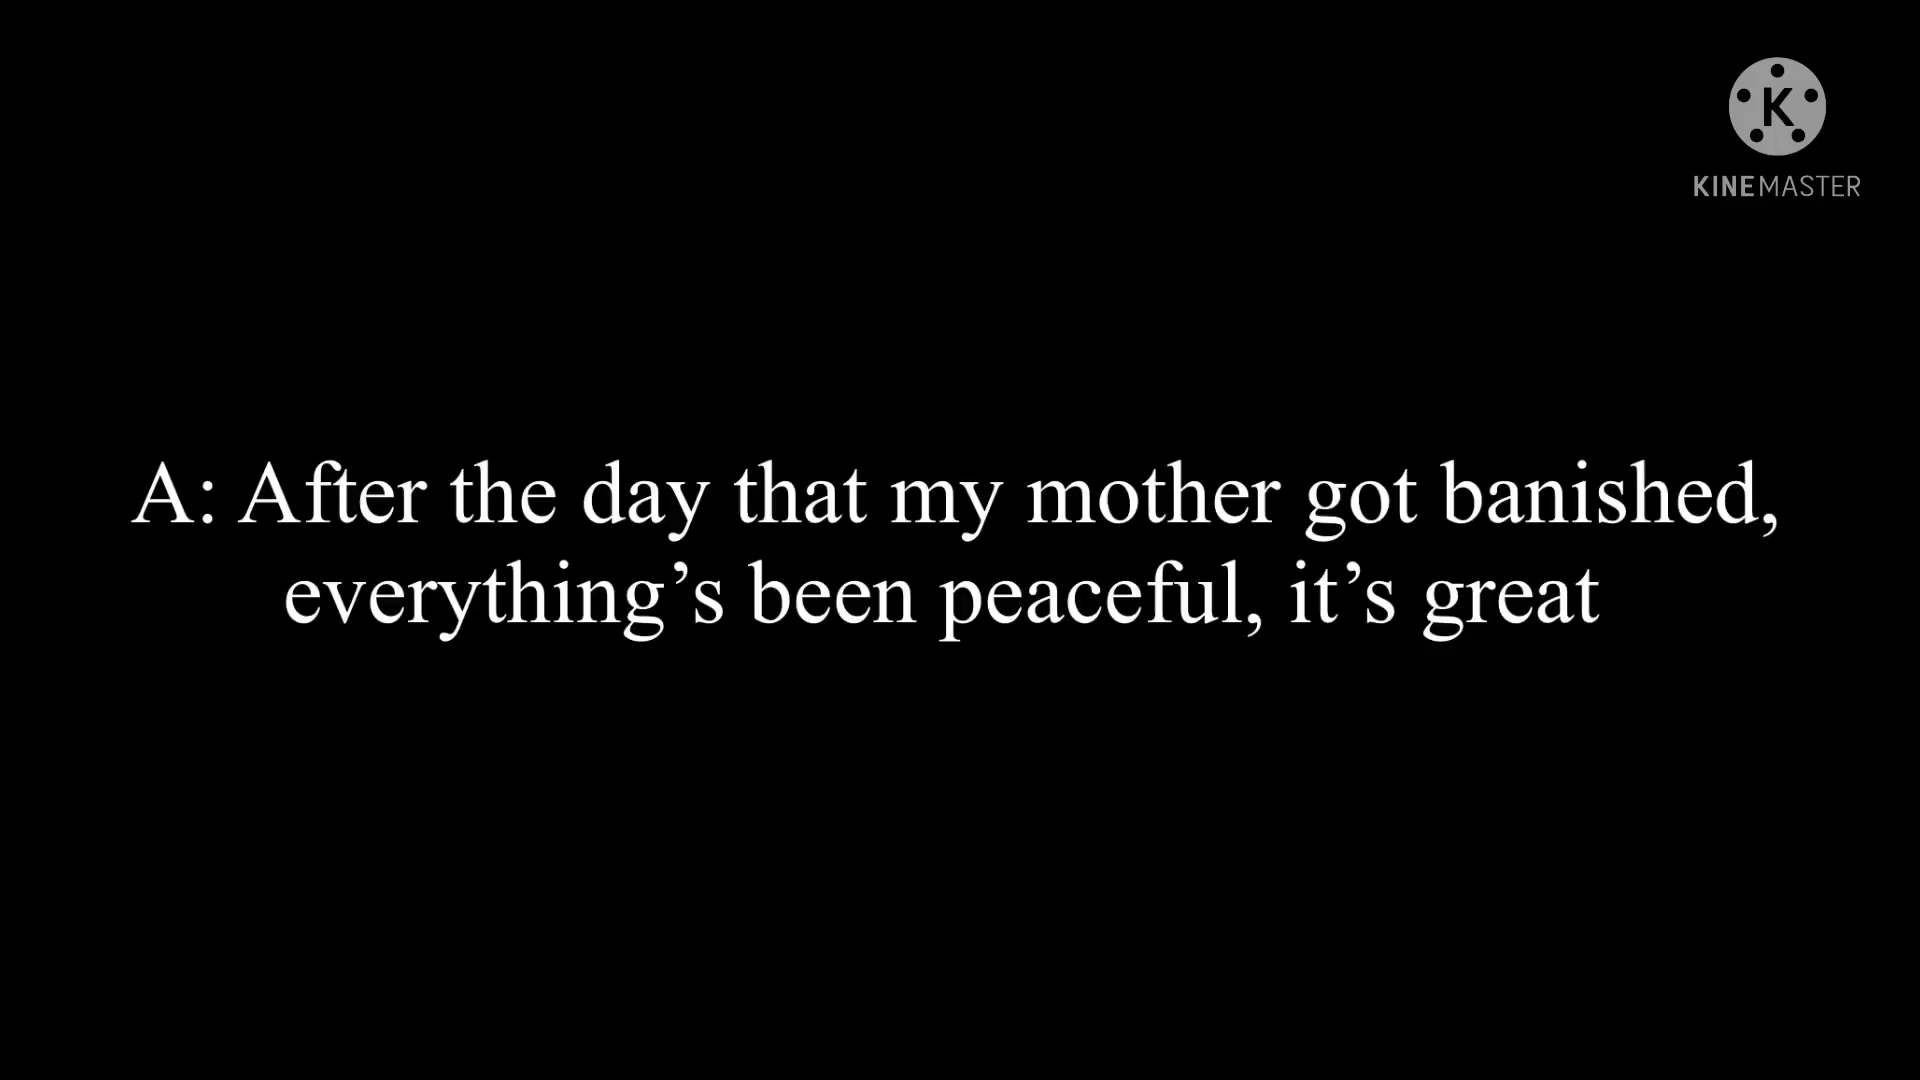 K
KINEMASTER
A: After the day that my mother got banished,
everything’s been peaceful, it’s great